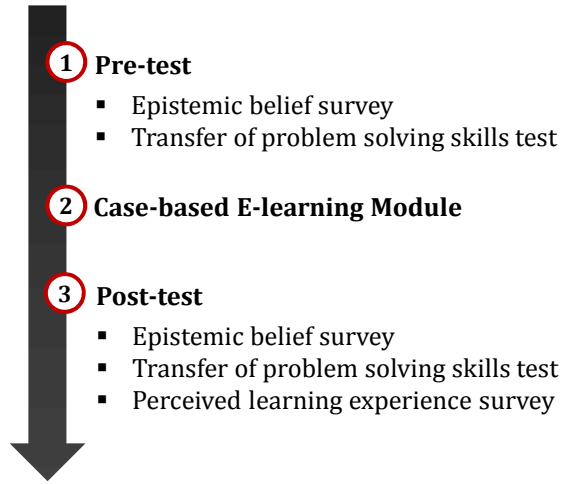 1 Pre-test
▪ Epistemic belief survey
▪ Transfer of problem solving skills test
2 Case-based E-learning Module
3 Post-test
▪ Epistemic belief survey
▪ Transfer of problem solving skills test
▪ Perceived learning experience survey